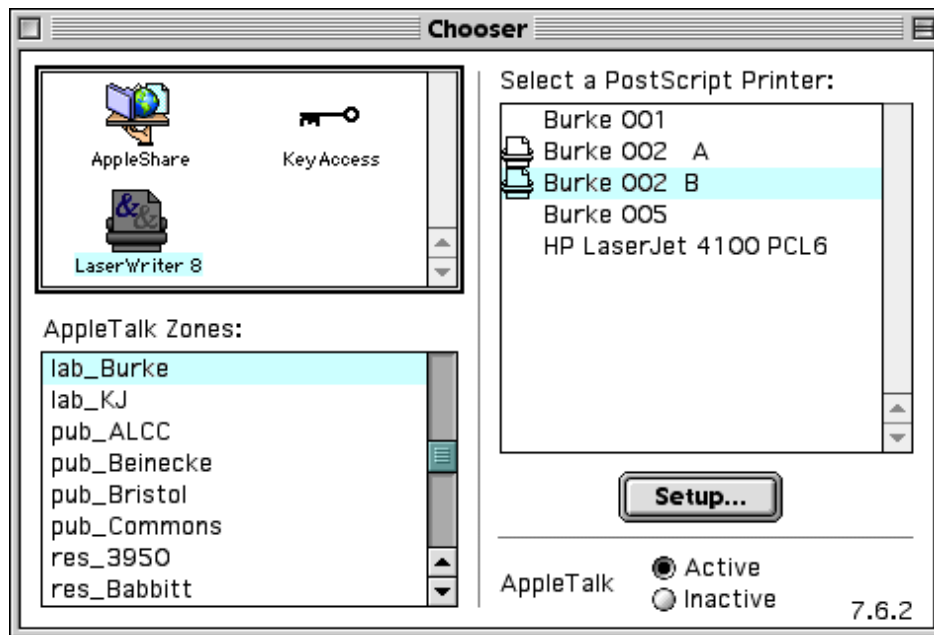 Chooser
AppleShare
KeyAccess
LaserWriter 8
AppleTalk Zones:
lab_Burke
lab_KJ
pub_ALCC
pub_Beinecke
pub_Bristol
pub_Commons
res_3950
res_Babbitt
Select a PostScript Printer:
Burke 001
Burke 002 A
Burke 002 B
Burke 005
HP LaserJet 4100 PCL6
Setup...
AppleTalk
Active
Inactive
7.6.2